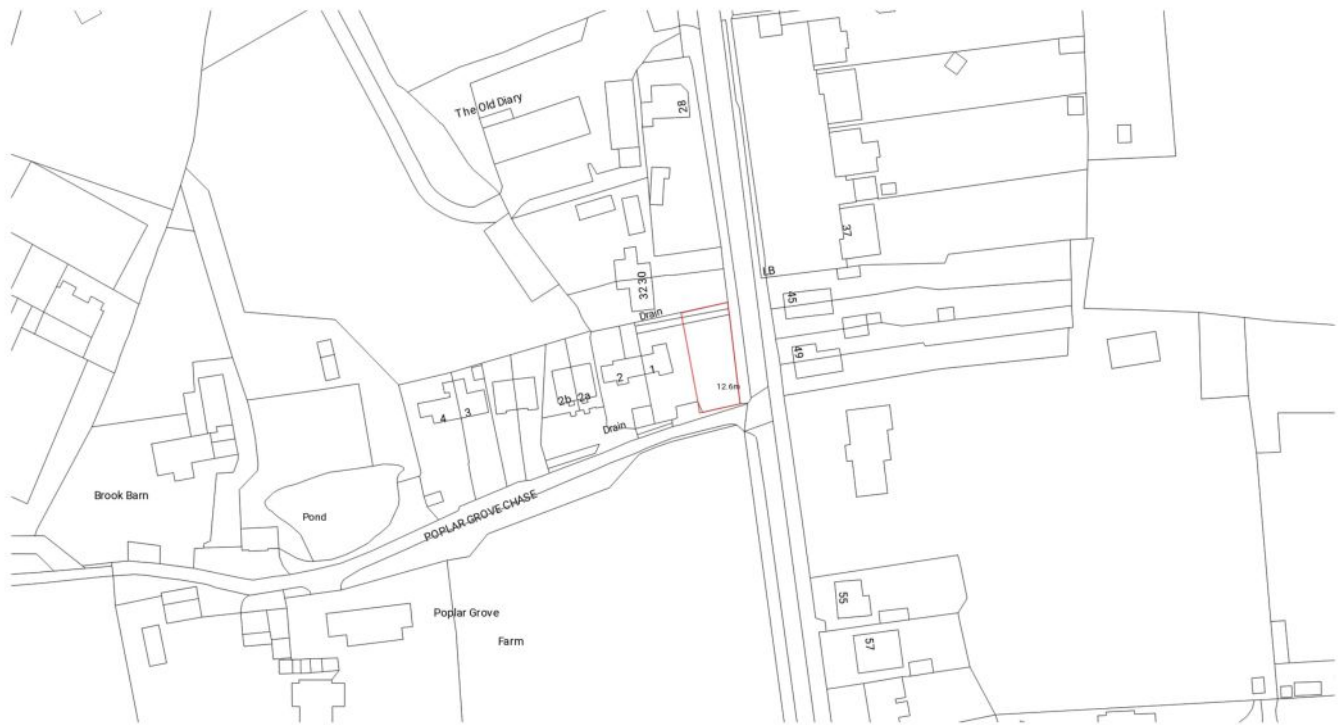 The Old Diary
28
37
LB
32 30
45
Drain
49
1
2
12.6m
2b 2a
4
3
Drain
Brook Barn
Pond
POPLAR GROVE CHASE
55
Poplar Grove
Farm
57